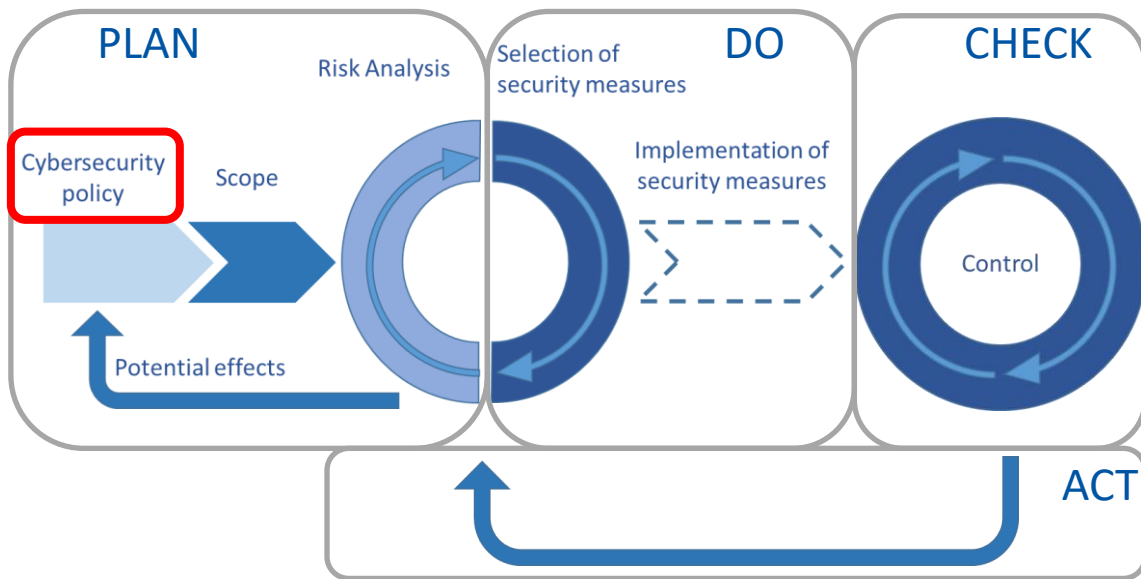 PLAN
Risk Analysis
Cybersecurity
policy
Scope
Potential effects
DO
Selection of
security measures
Implementation of
security measures
CHECK
Control
ACT